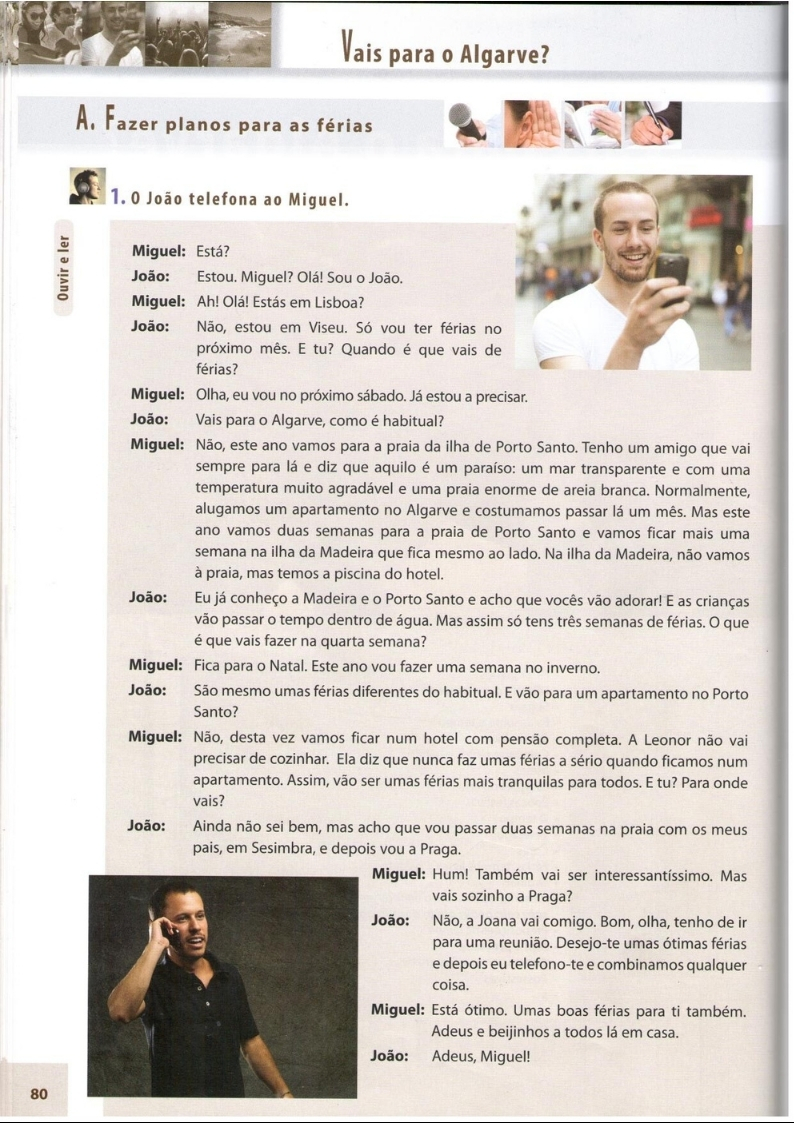 Vais para o Algarve?
A. Fazer planos para as férias
1. O João telefona ao Miguel.
Ouvir e ler
Miguel: Está?
João: Estou. Miguel? Olá! Sou o João.
Miguel: Ah! Olá! Estás em Lisboa?
João: Não, estou em Viseu. Só vou ter férias no
próximo mês. E tu? Quando é que vais de
férias?
Miguel: Olha, eu vou no próximo sábado. Já estou a precisar.
João: Vais para o Algarve, como é habitual?
Miguel: Não, este ano vamos para a praia da ilha de Porto Santo. Tenho um amigo que vai
sempre para lá e diz que aquilo é um paraíso: um mar transparente e com uma
temperatura muito agradável e uma praia enorme de areia branca. Normalmente,
alugamos um apartamento no Algarve e costumamos passar lá um mês. Mas este
ano vamos duas semanas para a praia de Porto Santo e vamos ficar mais uma
semana na ilha da Madeira que fica mesmo ao lado. Na ilha da Madeira, não vamos
à praia, mas temos a piscina do hotel.
João: Eu já conheço a Madeira e o Porto Santo e acho que vocês vão adorar! E as crianças
vão passar o tempo dentro de água. Mas assim só tens três semanas de férias. O que
é que vais fazer na quarta semana?
Miguel: Fica para o Natal. Este ano vou fazer uma semana no inverno.
João: São mesmo umas férias diferentes do habitual. E vão para um apartamento no Porto
Santo?
Miguel: Não, desta vez vamos ficar num hotel com pensão completa. A Leonor não vai
precisar de cozinhar. Ela diz que nunca faz umas férias a sério quando ficamos num
apartamento. Assim, vão ser umas férias mais tranquilas para todos. E tu? Para onde
vais?
João: Ainda não sei bem, mas acho que vou passar duas semanas na praia com os meus
pais, em Sesimbra, e depois vou a Praga.
Miguel: Hum! Também vai ser interessantíssimo. Mas
vais sozinho a Praga?
João: Não, a Joana vai comigo. Bom, olha, tenho de ir
para uma reunião. Desejo-te umas ótimas férias
e depois eu telefono-te e combinamos qualquer
coisa.
Miguel: Está ótimo. Umas boas férias para ti também.
Adeus e beijinhos a todos lá em casa.
João: Adeus, Miguel!
80